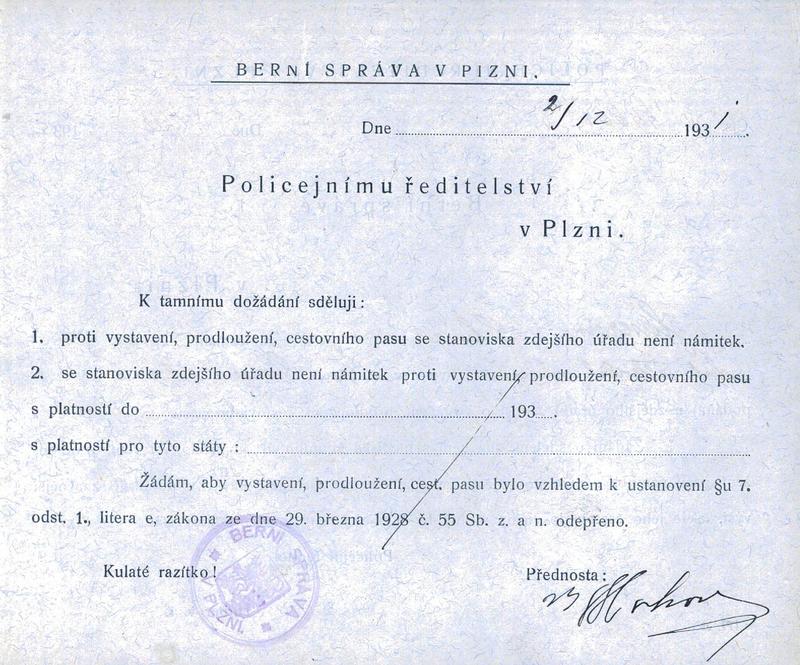 BERNÍ SPRÁVA V PLZNI.
Dne 2/12 1931.
Policejnímu ředitelství
v Plzni.
K tamnímu dožádání sděluji:
1. proti vystavení, prodloužení, cestovního pasu se stanoviska zdejšího úřadu není námitek.
2. se stanoviska zdejšího úřadu není námitek proti vystavení, prodloužení, cestovního pasu
s platností do 193 .
s platností pro tyto státy :
Žádám, aby vystavení, prodloužení, cest. pasu bylo vzhledem k ustanovení §u 7.
odst. 1., litera e, zákona ze dne 29. března 1928 č. 55 Sb. z. a n. odepřeno.
Kulaté razítko!
Přednosta:
BERNÍ SPRÁVA
V PLZNI.